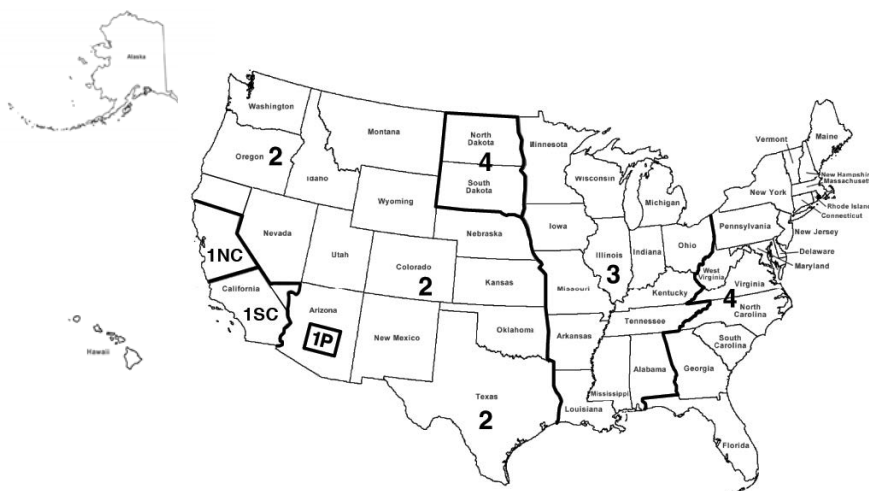 Alaska
Washington
Oregon
2
Idaho
Montana
North
Dakota
4
South
Dakota
Minnesota
Wisconsin
Michigan
Vermont
Maine
New Hampshire
Massachusett
New York
Rhode Island
Connecticut
Wyoming
Nebraska
Iowa
Illinois
3
Indiana
Ohio
Pennsylvania
New Jersey
Delaware
Maryland
Nevada
Utah
Colorado
2
Kansas
Missouri
Kentucky
West
Virginia
Virginia
4
North
Carolina
1NC
California
1SC
Arizona
1P
New Mexico
Oklahoma
Arkansas
Tennessee
South
Carolina
Hawaii
Texas
2
Louisiana
Mississippi
Alabama
Georgia
Florida